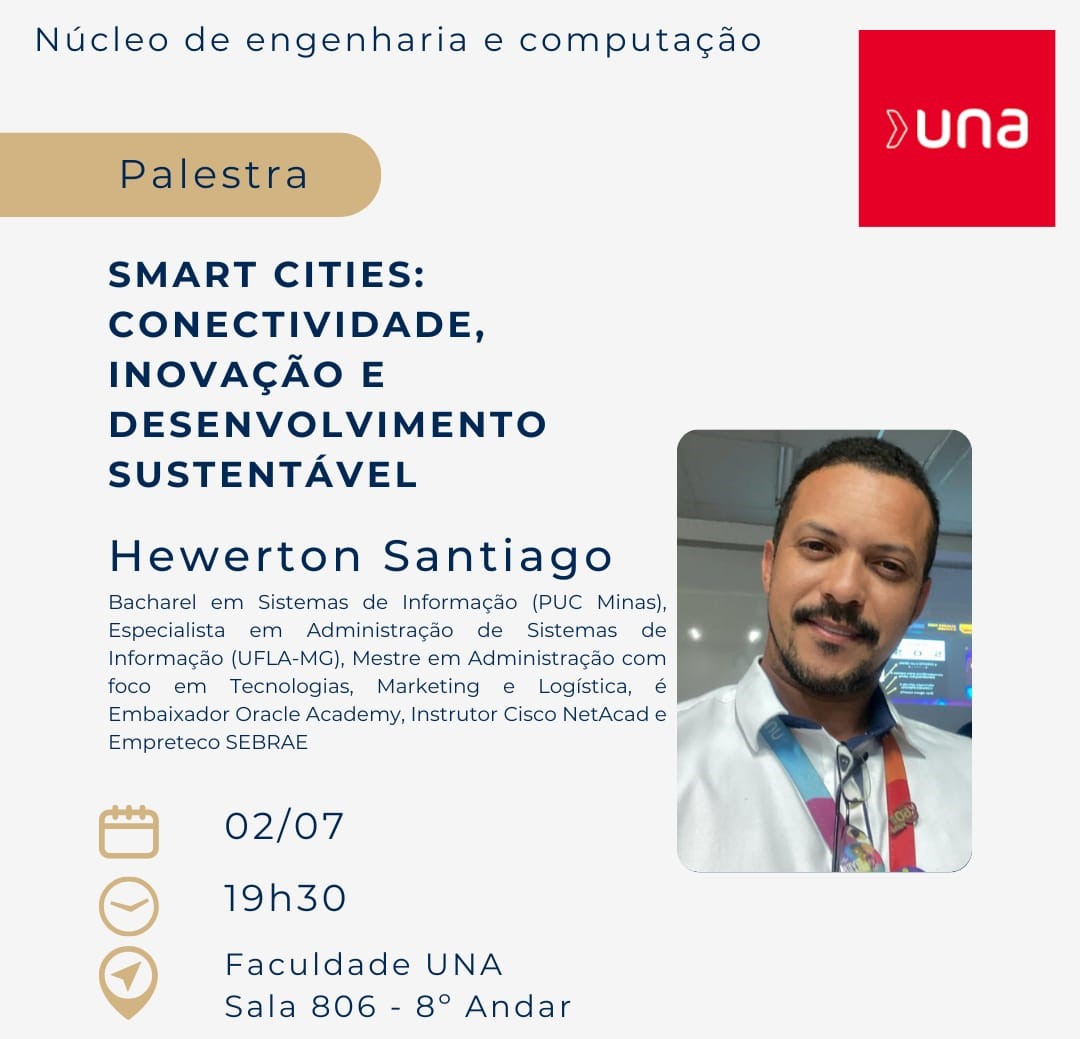 Núcleo de engenharia e computação
una
Palestra
SMART CITIES:
CONECTIVIDADE,
INOVAÇÃO E
DESENVOLVIMENTO
SUSTENTÁVEL
Hewerton Santiago
Bacharel em Sistemas de Informação (PUC Minas),
Especialista em Administração de Sistemas de
Informação (UFLA-MG), Mestre em Administração com
foco em Tecnologias, Marketing e Logística, é
Embaixador Oracle Academy, Instrutor Cisco NetAcad e
Empreteco SEBRAE
02/07
19h30
Faculdade UNA
Sala 806 - 8º Andar